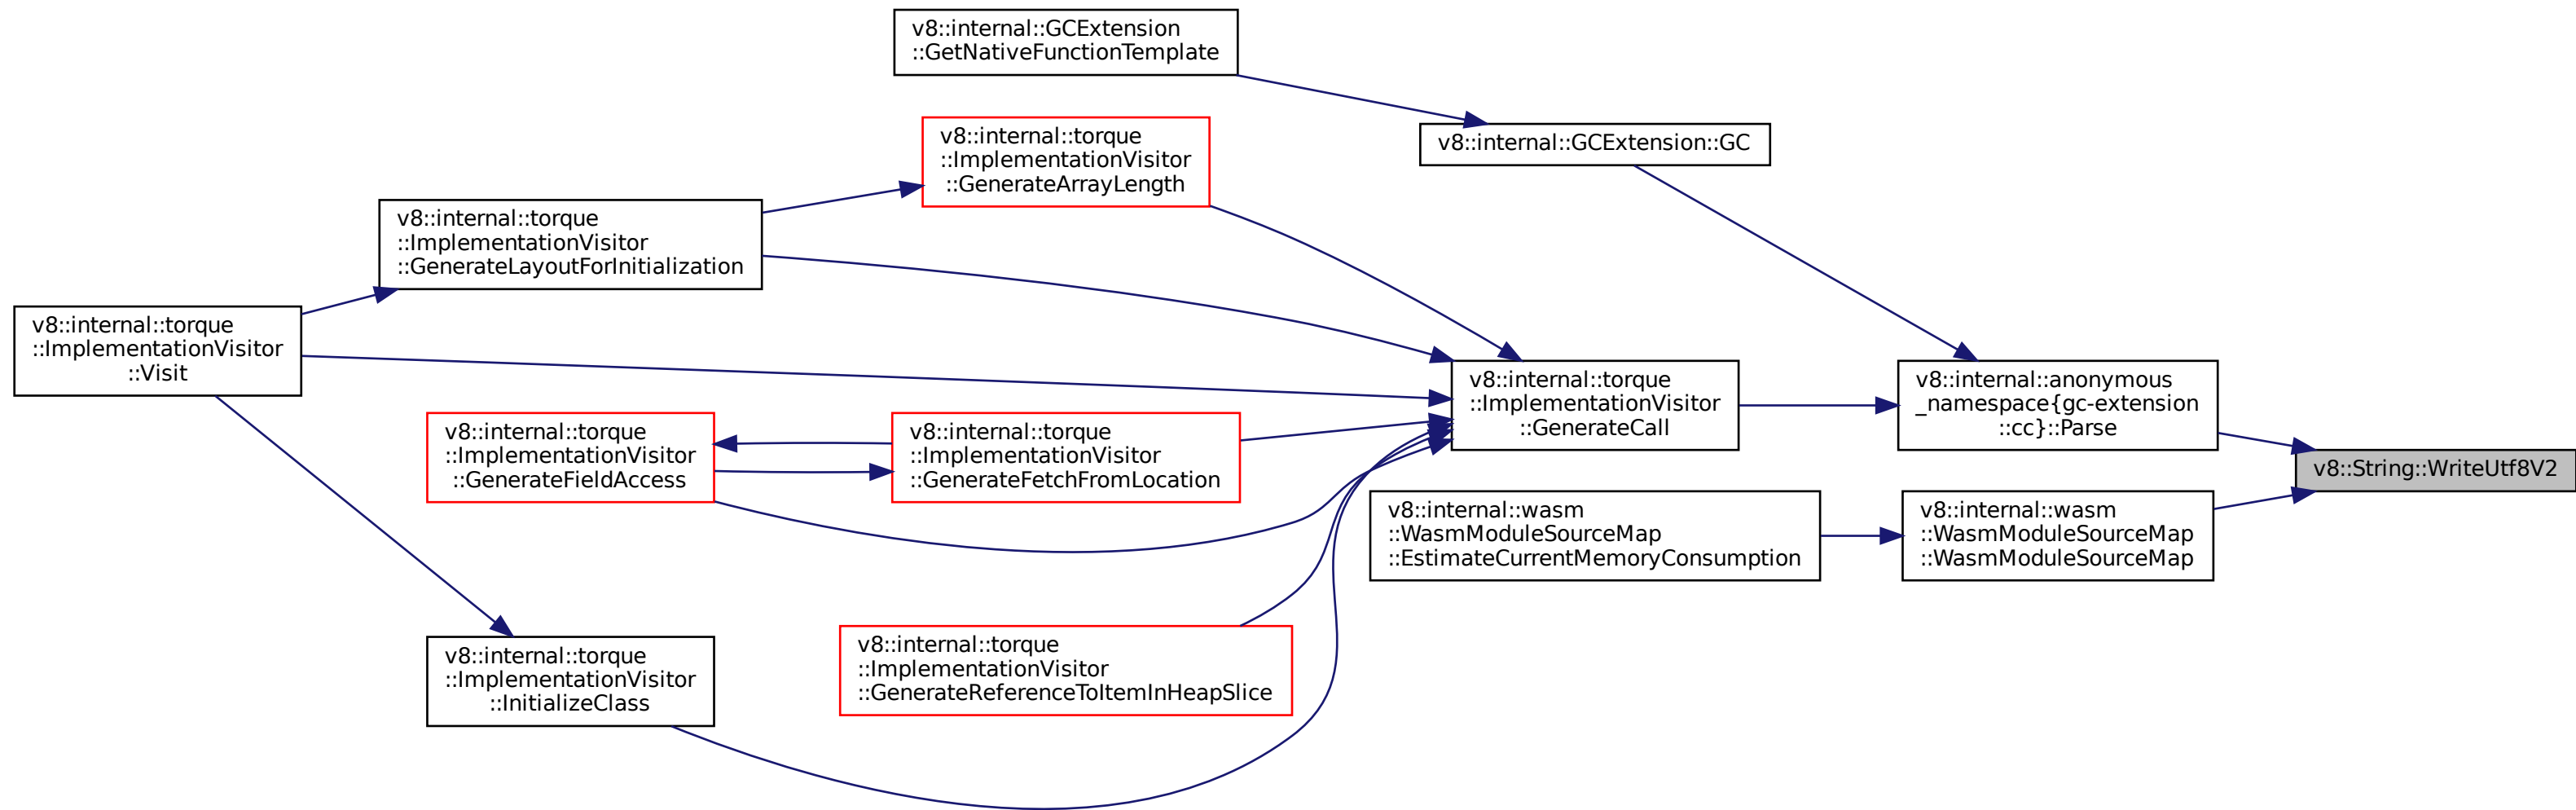 v8::internal::GCExtension
::GetNativeFunctionTemplate
v8::internal::torque
::ImplementationVisitor
::GenerateArrayLength
v8::internal::GCExtension::GC
v8::internal::torque
::ImplementationVisitor
::GenerateLayoutForInitialization
v8::internal::torque
::ImplementationVisitor
::Visit
v8::internal::torque
::ImplementationVisitor
::GenerateCall
v8::internal::anonymous
_namespace{gc-extension
::cc}::Parse
v8::internal::torque
::ImplementationVisitor
::GenerateFieldAccess
v8::internal::torque
::ImplementationVisitor
::GenerateFetchFromLocation
v8::String::WriteUtf8V2
v8::internal::wasm
::WasmModuleSourceMap
::EstimateCurrentMemoryConsumption
v8::internal::wasm
::WasmModuleSourceMap
::WasmModuleSourceMap
v8::internal::torque
::ImplementationVisitor
::InitializeClass
v8::internal::torque
::ImplementationVisitor
::GenerateReferenceToItemInHeapSlice